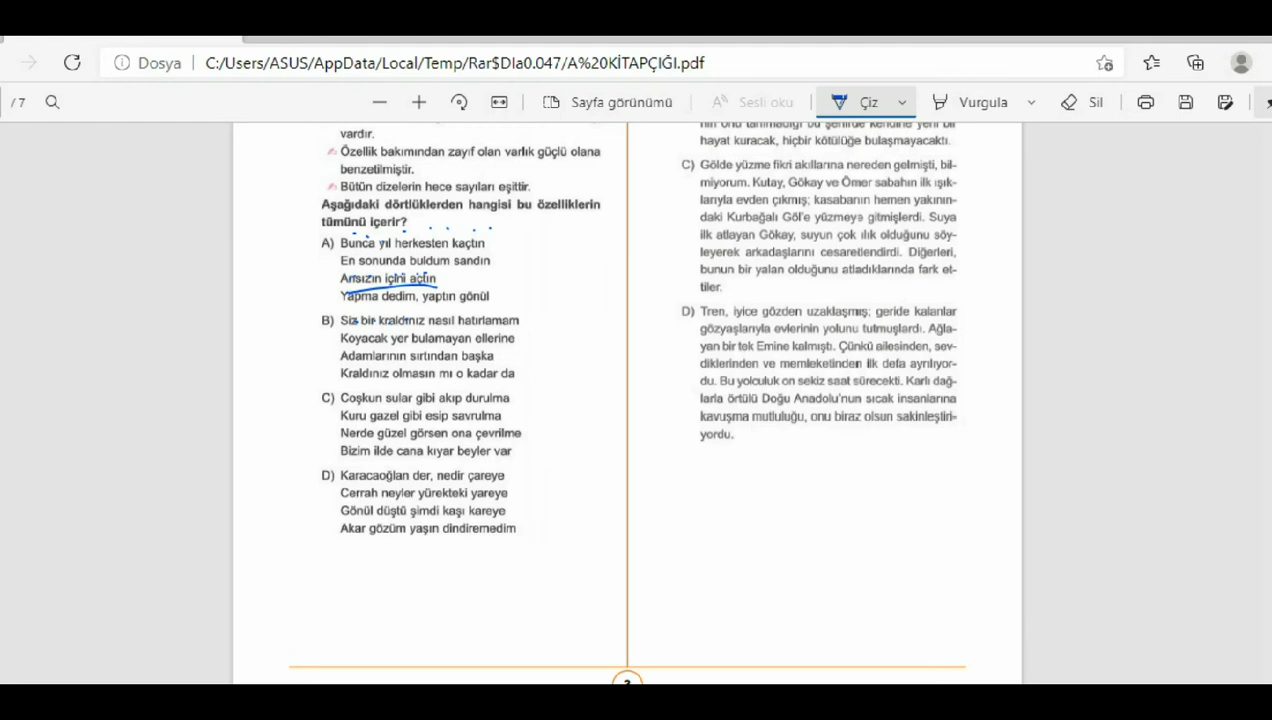 Dosya
C:/Users/ASUS/AppData/Local/Temp/Rar$DIa0.047/A%20KİTAPÇIĞI.pdf
/ 7
Sayfa görünümü
Sesli oku
Çiz
Vurgula
Sil
vardır.
Özellik bakımından zayıf olan varlık güçlü olana
benzetilmiştir.
Bütün dizelerin hece sayıları eşittir.
Aşağıdaki dörtlüklerden hangisi bu özelliklerin
tümünü içerir?
A) Bunca yıl herkesten kaçtın
En sonunda buldum sandın
Ansızın içini açtın
Yapma dedim, yaptın gönül
B) Siz bir kraldınız nasıl hatırlamam
Koyacak yer bulamayan ellerine
Adamlarının sırtından başka
Kraldınız olmasın mı o kadar da
C) Coşkun sular gibi akıp durulma
Kuru gazel gibi esip savrulma
Nerde güzel görsen ona çevrilme
Bizim ilde cana kıyar beyler var
D) Karacaoğlan der, nedir çareye
Cerrah neyler yürekteki yareye
Gönül düştü şimdi kaşı kareye
Akar gözüm yaşın dindiremedim
nin onu tanımadığı bu şehirde kendine yeni bir
hayat kuracak, hiçbir kötülüğe bulaşmayacaktı.
C) Gölde yüzme fikri akıllarına nereden gelmişti, bil-
miyorum. Kutay, Gökay ve Ömer sabahın ilk ışık-
larıyla evden çıkmış; kasabanın hemen yakının-
daki Kurbağalı Göl'e yüzmeye gitmişlerdi. Suya
ilk atlayan Gökay, suyun çok ılık olduğunu söy-
leyerek arkadaşlarını cesaretlendirdi. Diğerleri,
bunun bir yalan olduğunu atladıklarında fark et-
tiler.
D) Tren, iyice gözden uzaklaşmış; geride kalanlar
gözyaşlarıyla evlerinin yolunu tutmuşlardı. Ağla-
yan bir tek Emine kalmıştı. Çünkü ailesinden, sev-
diklerinden ve memleketinden ilk defa ayrılıyor-
du. Bu yolculuk on sekiz saat sürecekti. Karlı dağ-
larla örtülü Doğu Anadolu'nun sıcak insanlarına
kavuşma mutluluğu, onu biraz olsun sakinleştiri-
yordu.